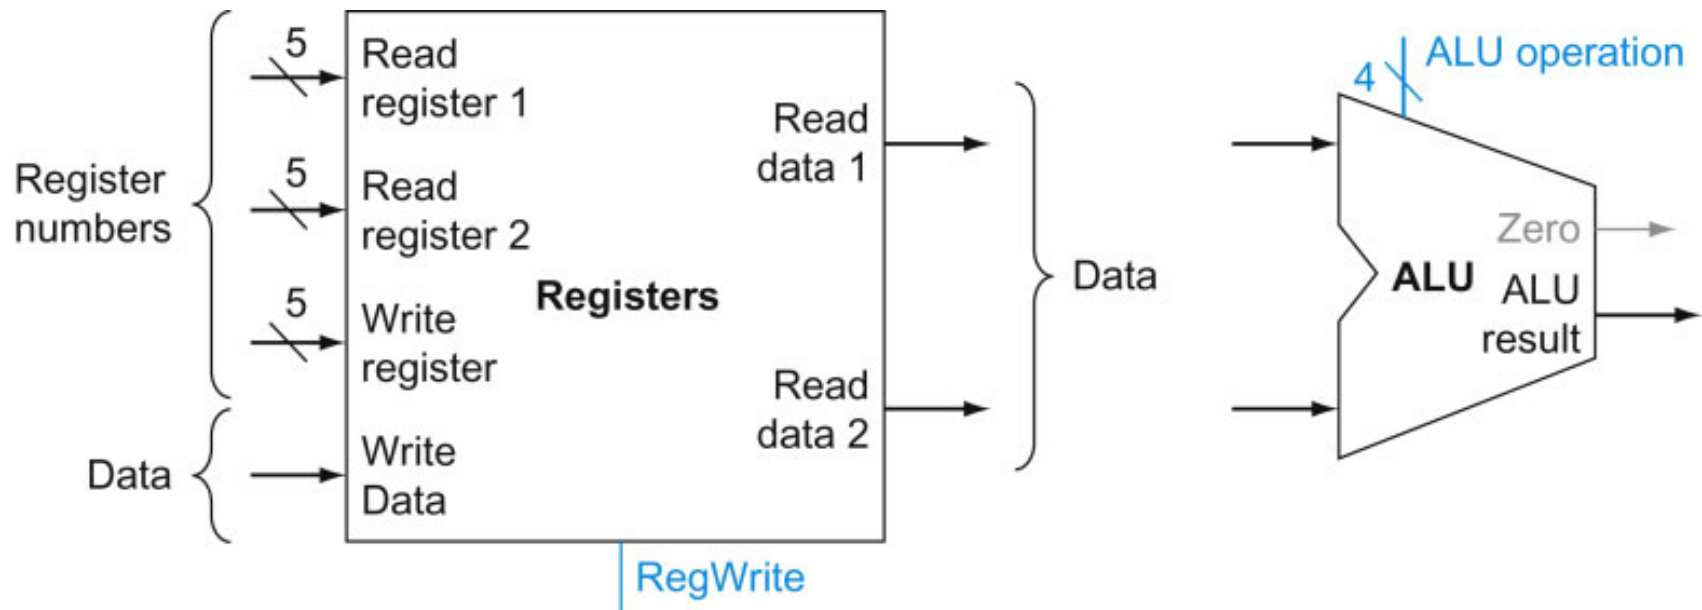 Register
numbers
Data
5
Read
register 1
5
Read
register 2
5
Write
register
Write
Data
Registers
Read
data 1
Read
data 2
RegWrite
Data
4
ALU operation
Zero
ALU
ALU
result